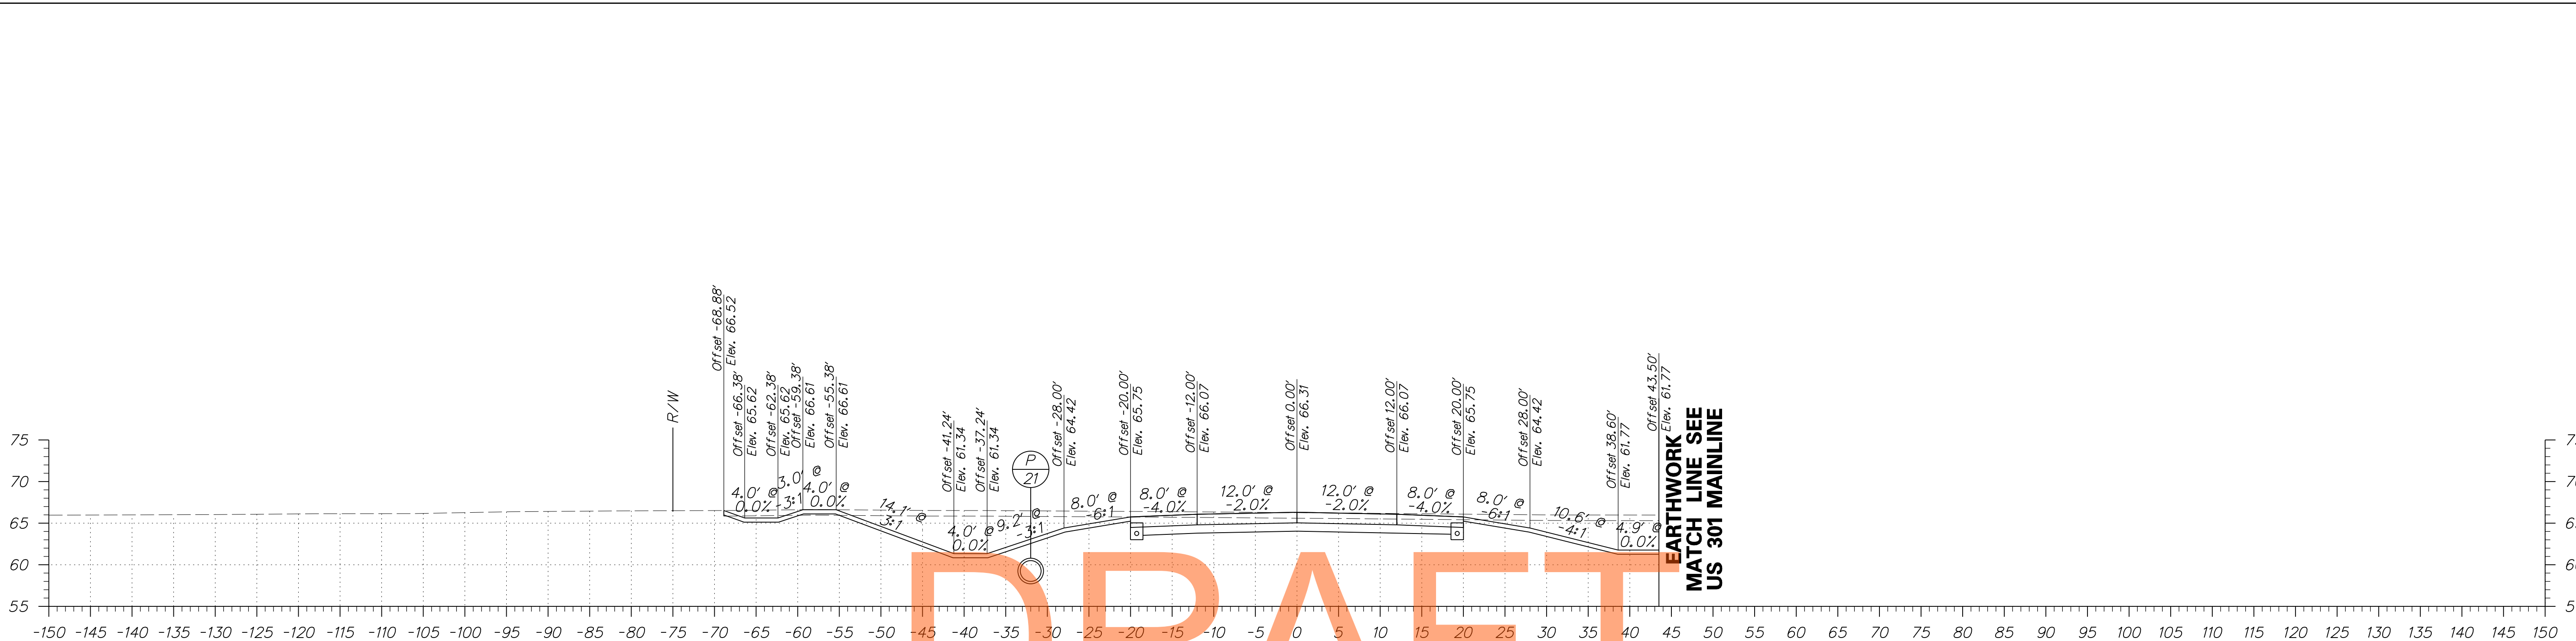 R/W
Offset -68.88'
Elev. 66.52
Offset -66.38'
Elev. 65.62
Offset -62.38'
Elev. 65.62
Offset -59.38'
Elev. 66.61
Offset -55.38'
Elev. 66.61
Offset -41.24'
Elev. 61.34
Offset -37.24'
Elev. 61.34
P
21
Offset -28.00'
Elev. 64.42
Offset -20.00'
Elev. 65.75
Offset -12.00'
Elev. 66.07
Offset 0.00'
Elev. 66.31
Offset 12.00'
Elev. 66.07
Offset 20.00'
Elev. 65.75
Offset 28.00'
Elev. 64.42
Offset 38.60'
Elev. 61.77
Offset 43.50'
Elev. 61.77
EARTHWORK
MATCH LINE SEE
US 301 MAINLINE
4.0' @
0.0%
3.0' @
-3:1
4.0' @
0.0%
14.1' @
3:1
4.0' @
0.0%
9.2' @
-3:1
8.0' @
-6:1
8.0' @
-4.0%
12.0' @
-2.0%
12.0' @
-2.0%
8.0' @
-4.0%
8.0' @
-6:1
10.6' @
-4:1
4.9' @
0.0%
75
70
65
60
55
DRAFT
-150 -145 -140 -135 -130 -125 -120 -115 -110 -105 -100 -95 -90 -85 -80 -75 -70 -65 -60 -55 -50 -45 -40 -35 -30 -25 -20 -15 -10 -5 0 5 10 15 20 25 30 35 40 45 50 55 60 65 70 75 80 85 90 95 100 105 110 115 120 125 130 135 140 145 150